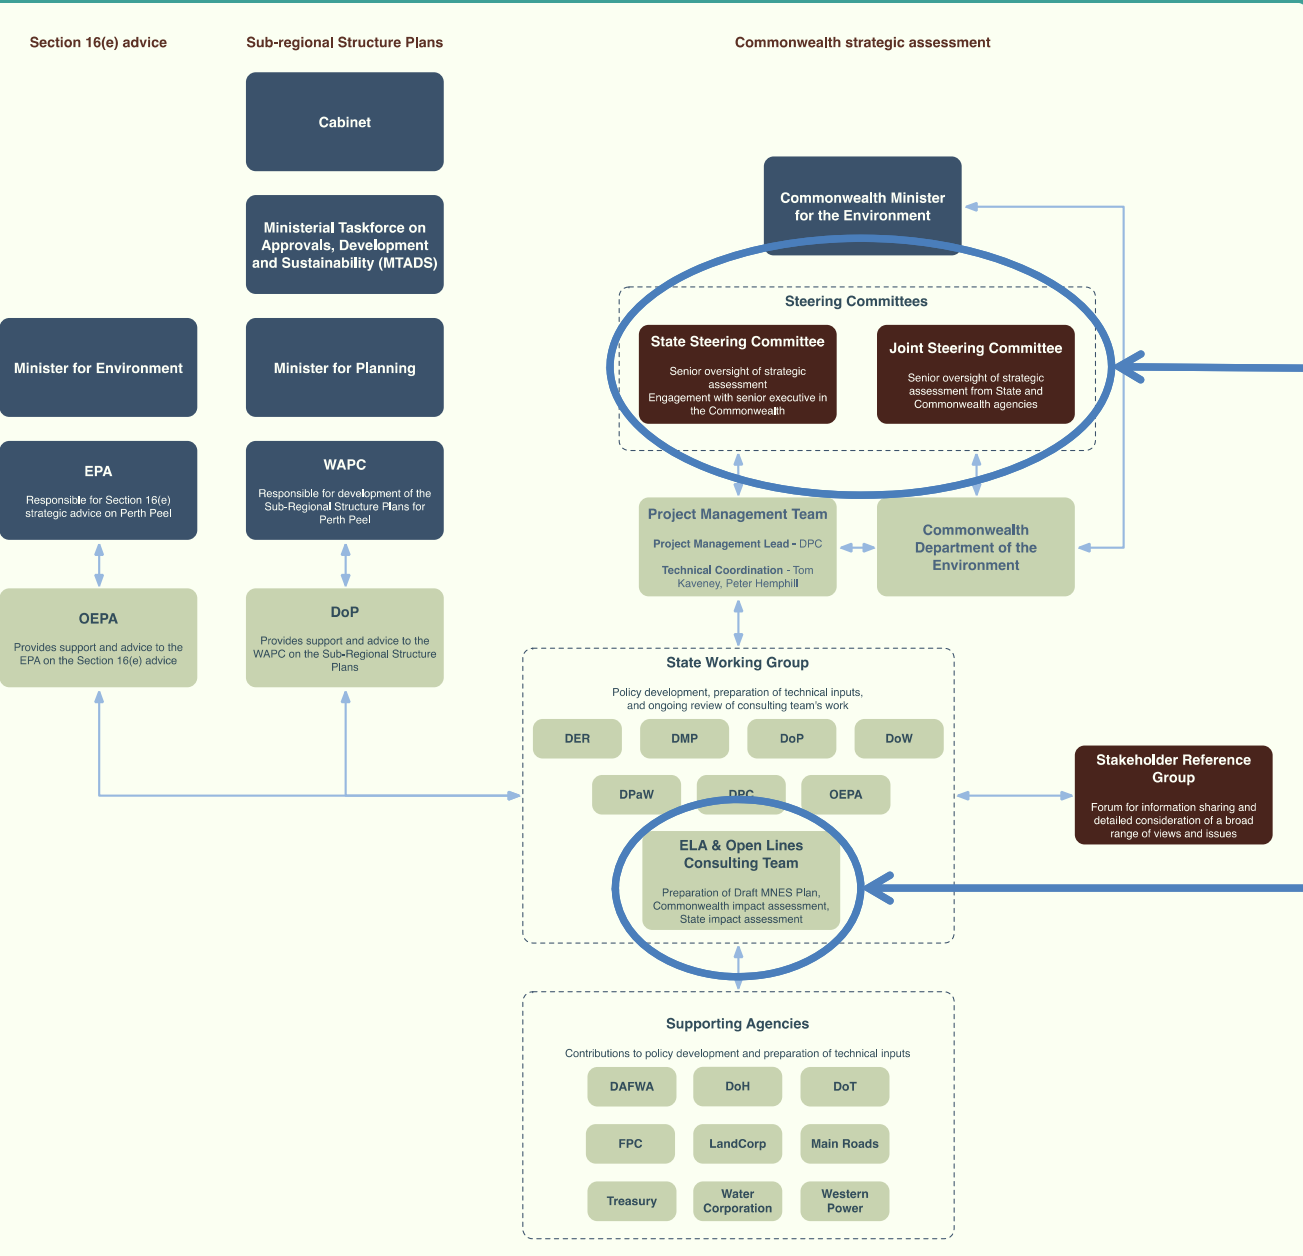 Section 16(e) advice
Sub-regional Structure Plans
Commonwealth strategic assessment
Cabinet
Ministerial Taskforce on
Approvals, Development
and Sustainability (MTADS)
Minister for Environment
Minister for Planning
EPA
Responsible for Section 16(e)
strategic advice on Perth Peel
WAPC
Responsible for development of the
Sub-Regional Structure Plans for
Perth Peel
OEPA
Provides support and advice to the
EPA on the Section 16(e) advice
DoP
Provides support and advice to the
WAPC on the Sub-Regional Structure
Plans
Commonwealth Minister
for the Environment
Steering Committees
State Steering Committee
Senior oversight of strategic
assessment
Engagement with senior executive in
the Commonwealth
Joint Steering Committee
Senior oversight of strategic
assessment from State and
Commonwealth agencies
Project Management Team
Project Management Lead - DPC
Technical Coordination - Tom
Kaveney, Peter Hemphill
Commonwealth
Department of the
Environment
State Working Group
Policy development, preparation of technical inputs,
and ongoing review of consulting team's work
DER
DMP
DoP
DoW
DPaW
DPC
OEPA
ELA & Open Lines
Consulting Team
Preparation of Draft MNES Plan,
Commonwealth impact assessment,
State impact assessment
Stakeholder Reference
Group
Forum for information sharing and
detailed consideration of a broad
range of views and issues
Supporting Agencies
Contributions to policy development and preparation of technical inputs
DAFWA
DoH
DoT
FPC
LandCorp
Main Roads
Treasury
Water
Corporation
Western
Power